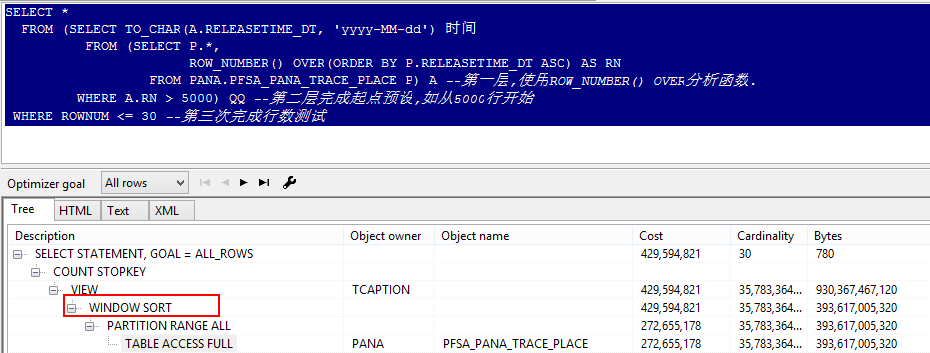 SELECT *
FROM (SELECT TO_CHAR(A.RELEASETIME_DT, 'yyyy-MM-dd') 时间
FROM (SELECT P.*,
ROW_NUMBER() OVER(ORDER BY P.RELEASETIME_DT ASC) AS RN
FROM PANA.PFSA_PANA_TRACE_PLACE P) A --第一层,使用ROW_NUMBER() OVER分析函数.
WHERE A.RN > 5000) QQ --第二层完成起点预设,如从5000行开始
WHERE ROWNUM <= 30 --第三次完成行数测试
Optimizer goal All rows
Tree HTML Text XML
Description Object owner Object name Cost Cardinality Bytes
SELECT STATEMENT, GOAL = ALL_ROWS 429,594,821 30 780
COUNT STOPKEY
VIEW TCAPTION 429,594,821 35,783,364... 930,367,467,120
WINDOW SORT 429,594,821 35,783,364... 393,617,005,320
PARTITION RANGE ALL 272,655,178 35,783,364... 393,617,005,320
TABLE ACCESS FULL PANA PFSA_PANA_TRACE_PLACE 272,655,178 35,783,364... 393,617,005,320